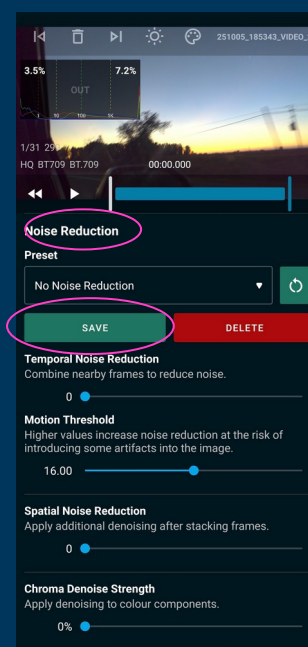 251005_185343_VIDEO_
3.5% 7.2%
OUT
1/31 29
HQ BT709 BT.709 00:00.000
Noise Reduction
Preset
No Noise Reduction
SAVE DELETE
Temporal Noise Reduction
Combine nearby frames to reduce noise.
0
Motion Threshold
Higher values increase noise reduction at the risk of
introducing some artifacts into the image.
16.00
Spatial Noise Reduction
Apply additional denoising after stacking frames.
0
Chroma Denoise Strength
Apply denoising to colour components.
0%